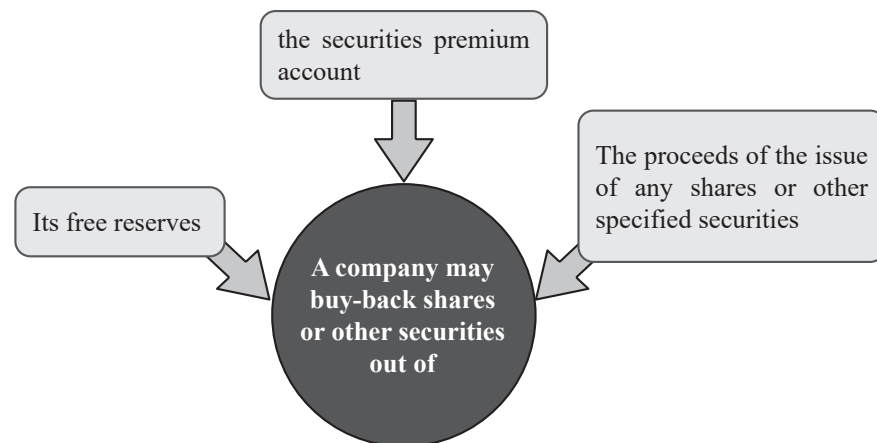 the securities premium
account
The proceeds of the issue
of any shares or other
specified securities
Its free reserves
A company may
buy-back shares
or other securities
out of